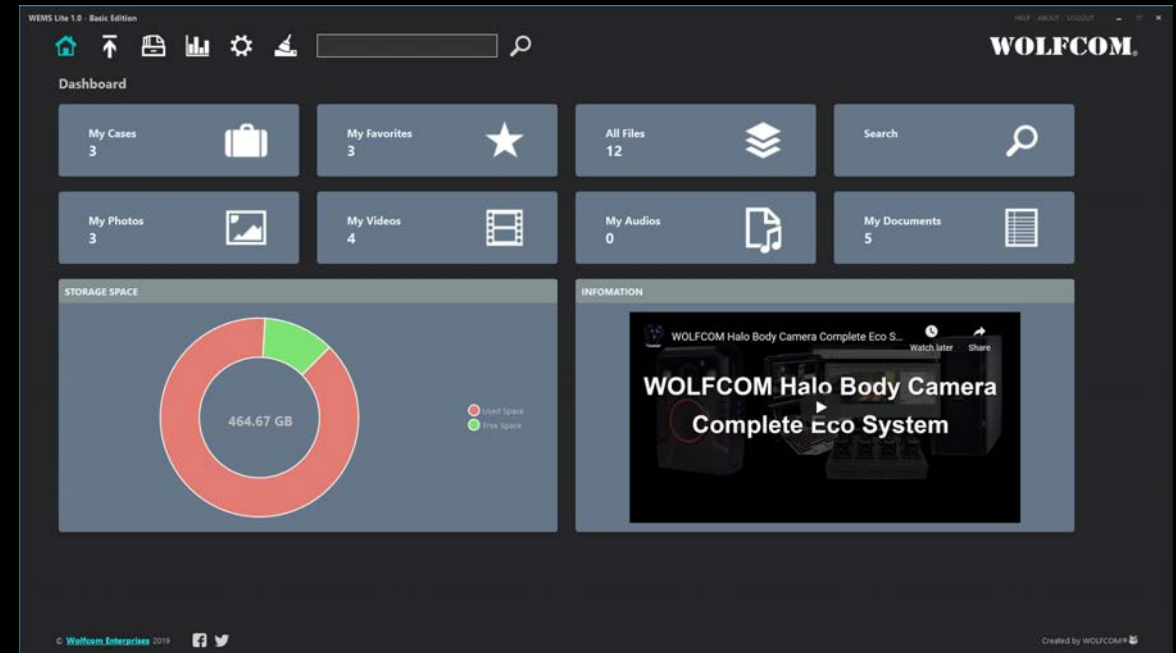 WEMS Lite 1.0 - Basic Edition
HELP | ABOUT | LOGOUT
WOLFCOM®
Dashboard
My Cases
3
My Favorites
3
All Files
12
Search
My Photos
3
My Videos
4
My Audios
0
My Documents
5
STORAGE SPACE
464.67 GB
Used Space
Free Space
INFOMATION
WOLFCOM Halo Body Camera Complete Eco S...
Watch later
Share
WOLFCOM Halo Body Camera
Complete Eco System
© Wolfcom Enterprises 2019
Created by WOLFCOM®